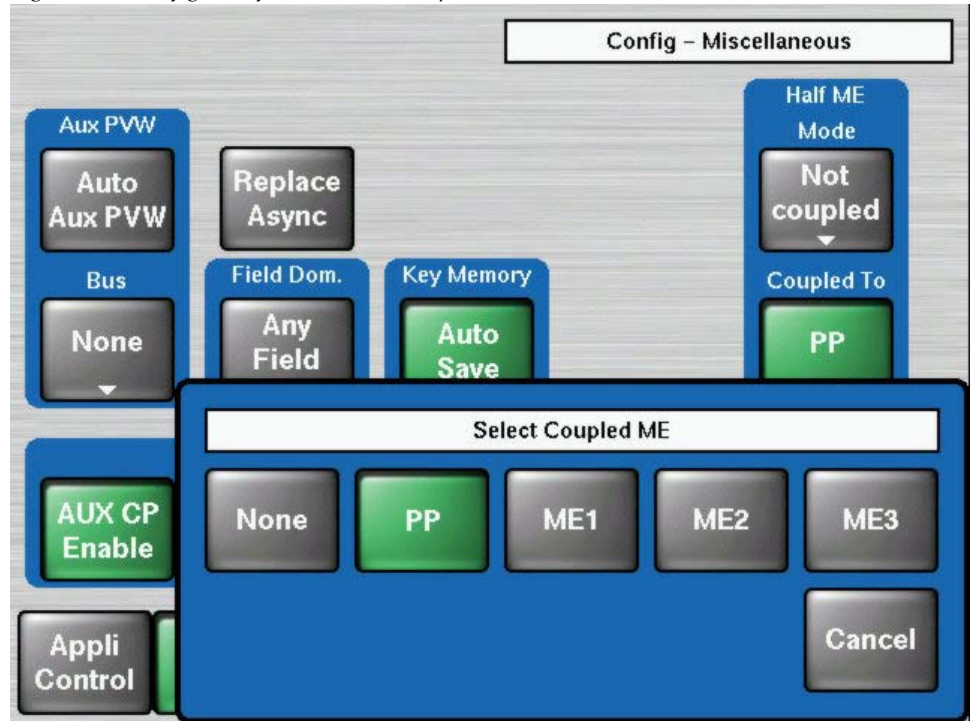 Config – Miscellaneous
Aux PVW
Auto
Aux PVW
Bus
None
Replace
Async
Field Dom.
Any
Field
Key Memory
Auto
Save
Half ME
Mode
Not
coupled
Coupled To
PP
AUX CP
Enable
Appli
Control
Select Coupled ME
None
PP
ME1
ME2
ME3
Cancel